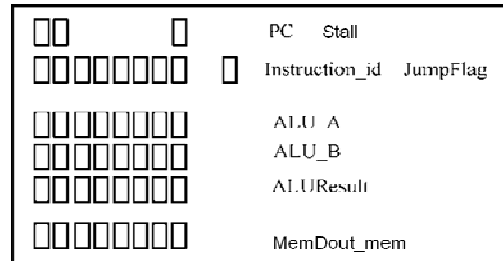 PC Stall
Instruction_id JumpFlag
ALU_A
ALU_B
ALUResult
MemDout_mem